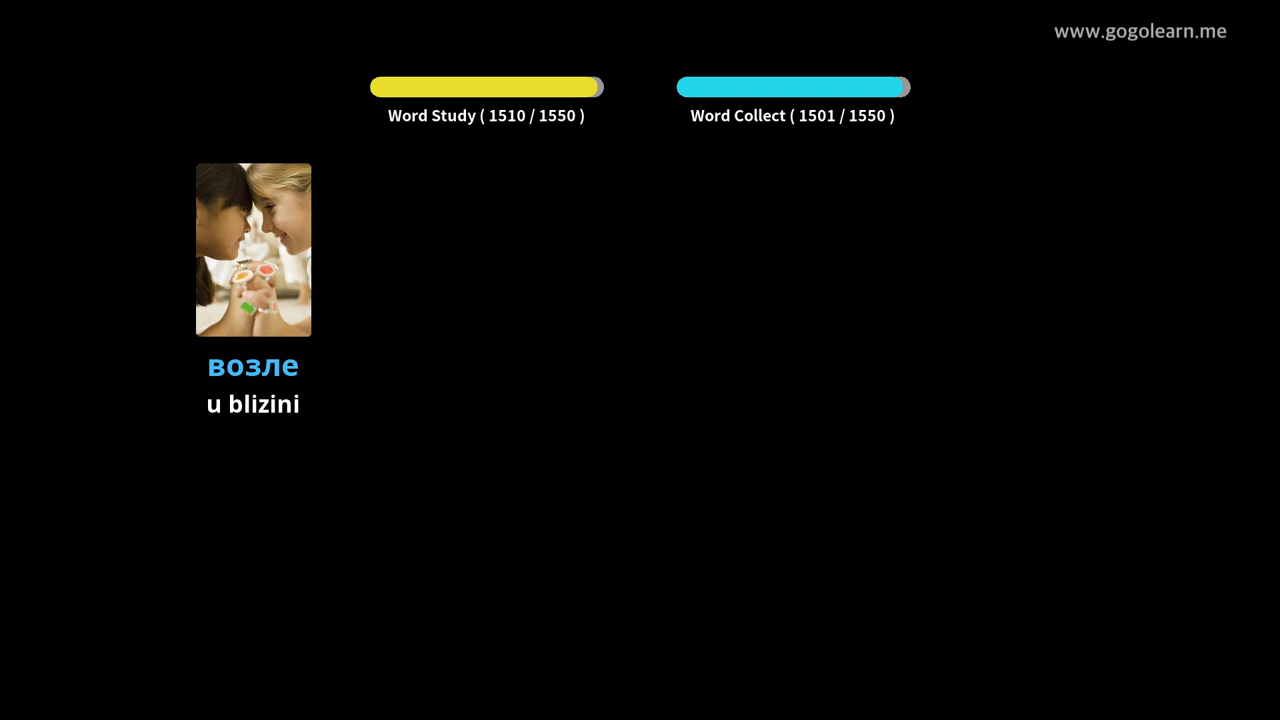 www.gogolearn.me
Word Study ( 1510 / 1550 )
Word Collect ( 1501 / 1550 )
возле
u blizini